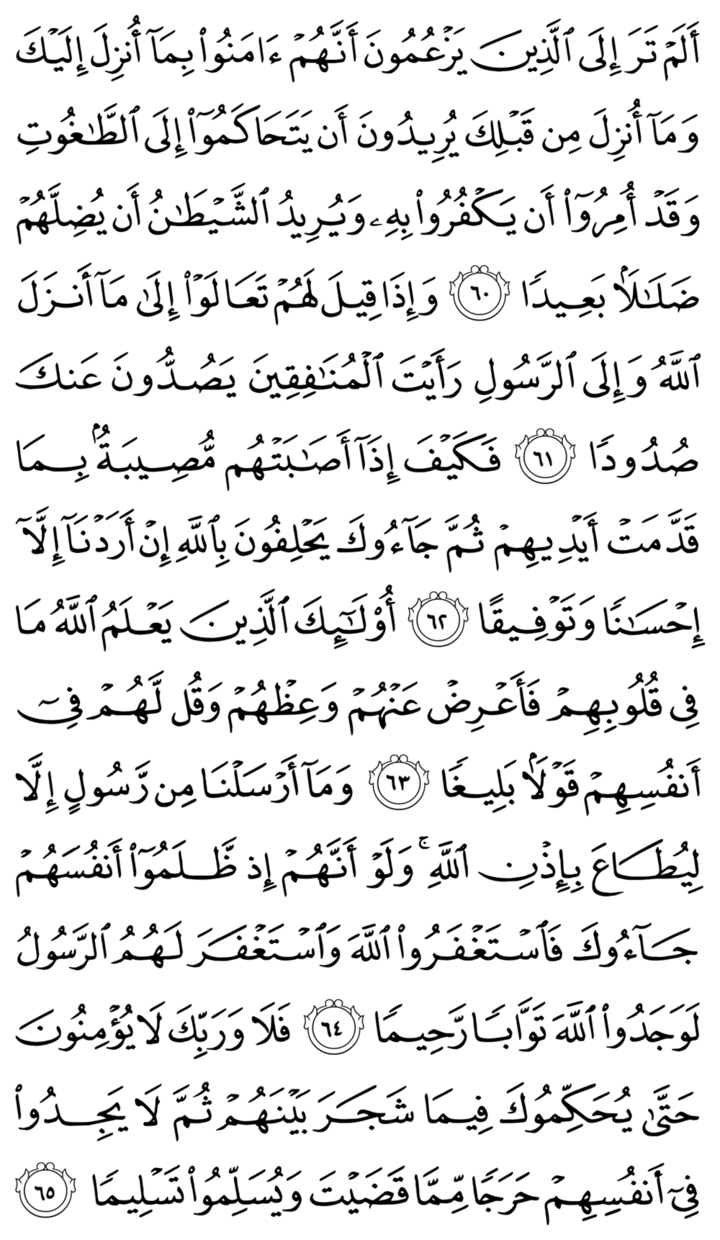 أَلَمۡ تَرَ إِلَى ٱلَّذِينَ يَزۡعُمُونَ أَنَّهُمۡ ءَامَنُواْ بِمَآ أُنزِلَ إِلَيۡكَ
وَمَآ أُنزِلَ مِن قَبۡلِكَ يُرِيدُونَ أَن يَتَحَاكَمُوٓاْ إِلَى ٱلطَّٰغُوتِ
وَقَدۡ أُمِرُوٓاْ أَن يَكۡفُرُواْ بِهِۦ وَيُرِيدُ ٱلشَّيۡطَٰنُ أَن يُضِلَّهُمۡ
ضَلَٰلَۢا بَعِيدٗا ٦٠ وَإِذَا قِيلَ لَهُمۡ تَعَالَوۡاْ إِلَىٰ مَآ أَنزَلَ
ٱللَّهُ وَإِلَى ٱلرَّسُولِ رَأَيۡتَ ٱلۡمُنَٰفِقِينَ يَصُدُّونَ عَنكَ
صُدُودٗا ٦١ فَكَيۡفَ إِذَآ أَصَٰبَتۡهُم مُّصِيبَةُۢ بِمَا
قَدَّمَتۡ أَيۡدِيهِمۡ ثُمَّ جَآءُوكَ يَحۡلِفُونَ بِٱللَّهِ إِنۡ أَرَدۡنَآ إِلَّآ
إِحۡسَٰنٗا وَتَوۡفِيقًا ٦٢ أُوْلَٰٓئِكَ ٱلَّذِينَ يَعۡلَمُ ٱللَّهُ مَا
فِي قُلُوبِهِمۡ فَأَعۡرِضۡ عَنۡهُمۡ وَعِظۡهُمۡ وَقُل لَّهُمۡ فِيٓ
أَنفُسِهِمۡ قَوۡلَۢا بَلِيغٗا ٦٣ وَمَآ أَرۡسَلۡنَا مِن رَّسُولٍ إِلَّا
لِيُطَاعَ بِإِذۡنِ ٱللَّهِۚ وَلَوۡ أَنَّهُمۡ إِذ ظَّلَمُوٓاْ أَنفُسَهُمۡ
جَآءُوكَ فَٱسۡتَغۡفَرُواْ ٱللَّهَ وَٱسۡتَغۡفَرَ لَهُمُ ٱلرَّسُولُ
لَوَجَدُواْ ٱللَّهَ تَوَّابٗا رَّحِيمٗا ٦٤ فَلَا وَرَبِّكَ لَا يُؤۡمِنُونَ
حَتَّىٰ يُحَكِّمُوكَ فِيمَا شَجَرَ بَيۡنَهُمۡ ثُمَّ لَا يَجِدُواْ
فِيٓ أَنفُسِهِمۡ حَرَجٗا مِّمَّا قَضَيۡتَ وَيُسَلِّمُواْ تَسۡلِيمٗا ٦٥